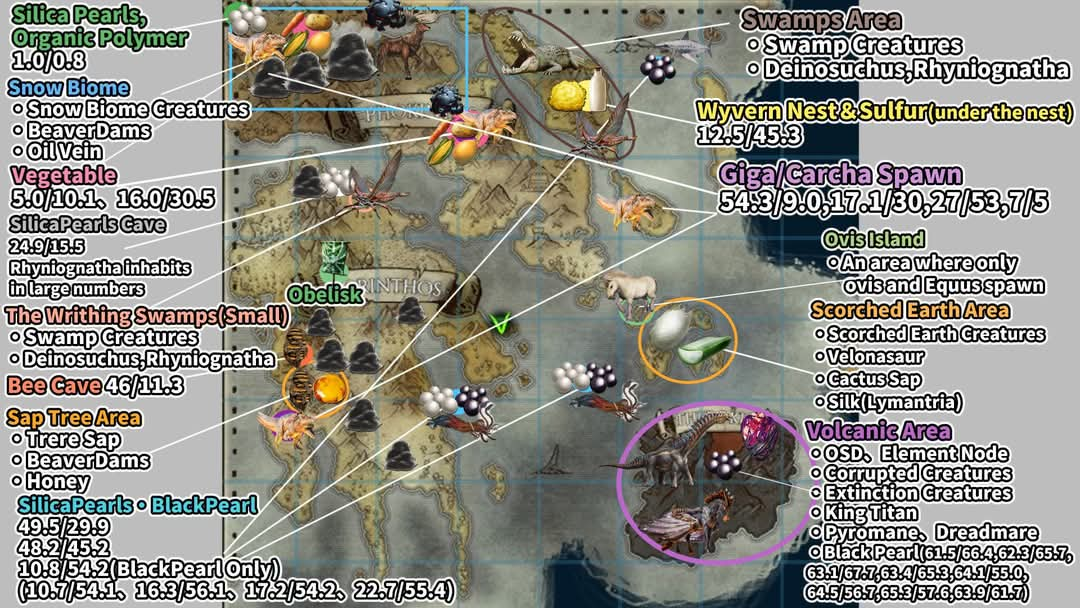 Silica Pearls,
Organic Polymer
1.0/0.8
Snow Biome
・Snow Biome Creatures
・BeaverDams
・Oil Vein
Vegetable
5.0/10.1、16.0/30.5
SilicaPearls Cave
24.9/15.5
Rhyniognatha inhabits
in large numbers
The Writhing Swamps(Small)
・Swamp Creatures
・Deinosuchus,Rhyniognatha
Bee Cave 46/11.3
Sap Tree Area
・Trere Sap
・BeaverDams
・Honey
SilicaPearls・BlackPearl
49.5/29.9
48.2/45.2
10.8/54.2(BlackPearl Only)
(10.7/54.1、16.3/56.1、17.2/54.2、22.7/55.4)
Obelisk
RINTHOS
Swamps Area
・Swamp Creatures
・Deinosuchus,Rhyniognatha
Wyvern Nest&Sulfur(under the nest)
12.5/45.3
Giga/Carcha Spawn
54.3/9.0,17.1/30,27/53,7/5
Ovis Island
・An area where only
ovis and Equus spawn
Scorched Earth Area
・Scorched Earth Creatures
・Velonasaur
・Cactus Sap
・Silk(Lymantria)
Volcanic Area
・OSD、Element Node
・Corrupted Creatures
・Extinction Creatures
・King Titan
・Pyromane、Dreadmare
・Black Pearl(61.5/66.4,62.3/65.7,
63.1/67.7,63.4/65.3,64.1/55.0,
64.5/56.7,65.3/57.6,63.9/61.7)